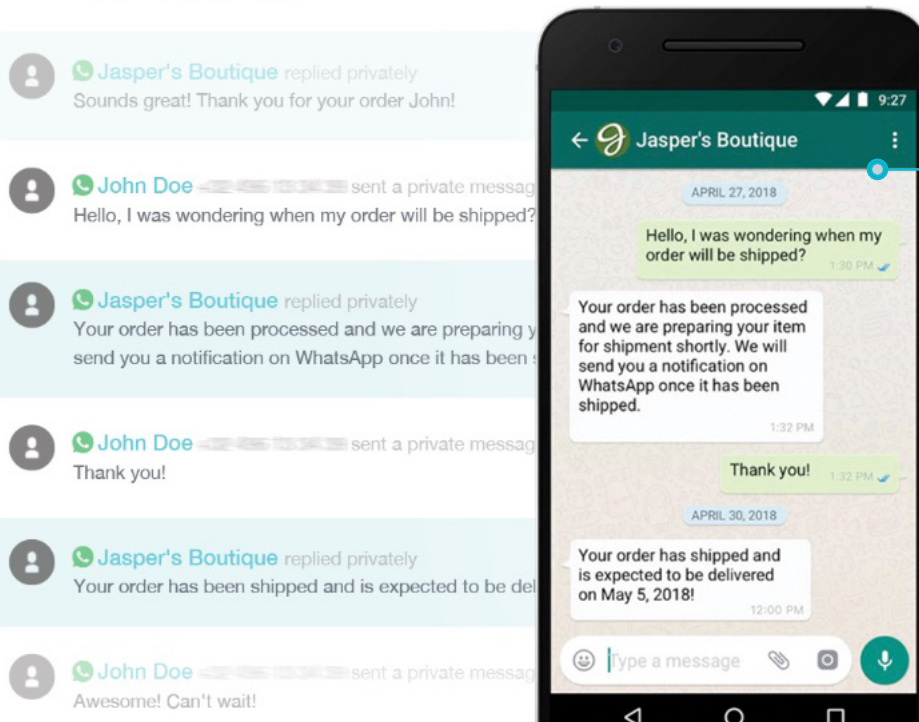 Jasper's Boutique replied privately
Sounds great! Thank you for your order John!
John Doe sent a private messag
Hello, I was wondering when my order will be shipped?
Jasper's Boutique replied privately
Your order has been processed and we are preparing y
send you a notification on WhatsApp once it has been
John Doe sent a private messag
Thank you!
Jasper's Boutique replied privately
Your order has been shipped and is expected to be del
John Doe sent a private messag
Awesome! Can't wait!
9:27
Jasper's Boutique
APRIL 27, 2018
Hello, I was wondering when my
order will be shipped?
1:30 PM
Your order has been processed
and we are preparing your item
for shipment shortly. We will
send you a notification on
WhatsApp once it has been
shipped.
1:32 PM
Thank you! 1:32 PM
APRIL 30, 2018
Your order has shipped and
is expected to be delivered
on May 5, 2018!
12:00 PM
Type a message